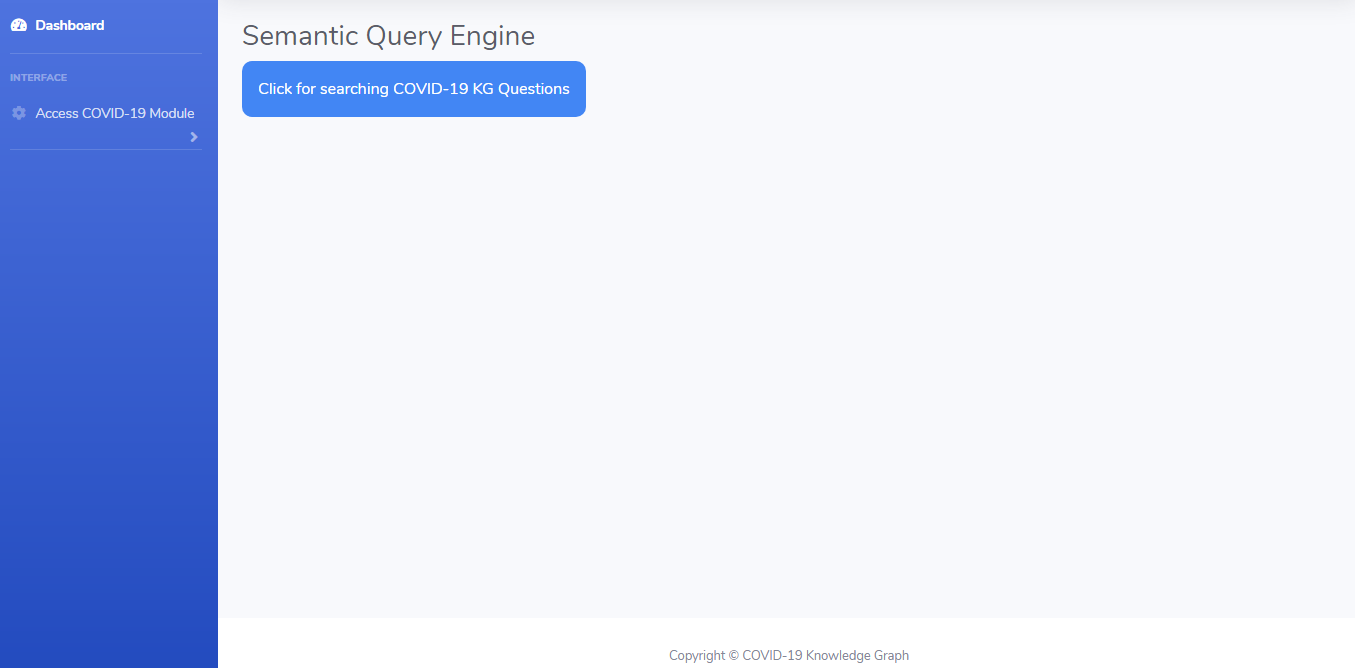 Dashboard
INTERFACE
Access COVID-19 Module
Semantic Query Engine
Click for searching COVID-19 KG Questions
Copyright © COVID-19 Knowledge Graph